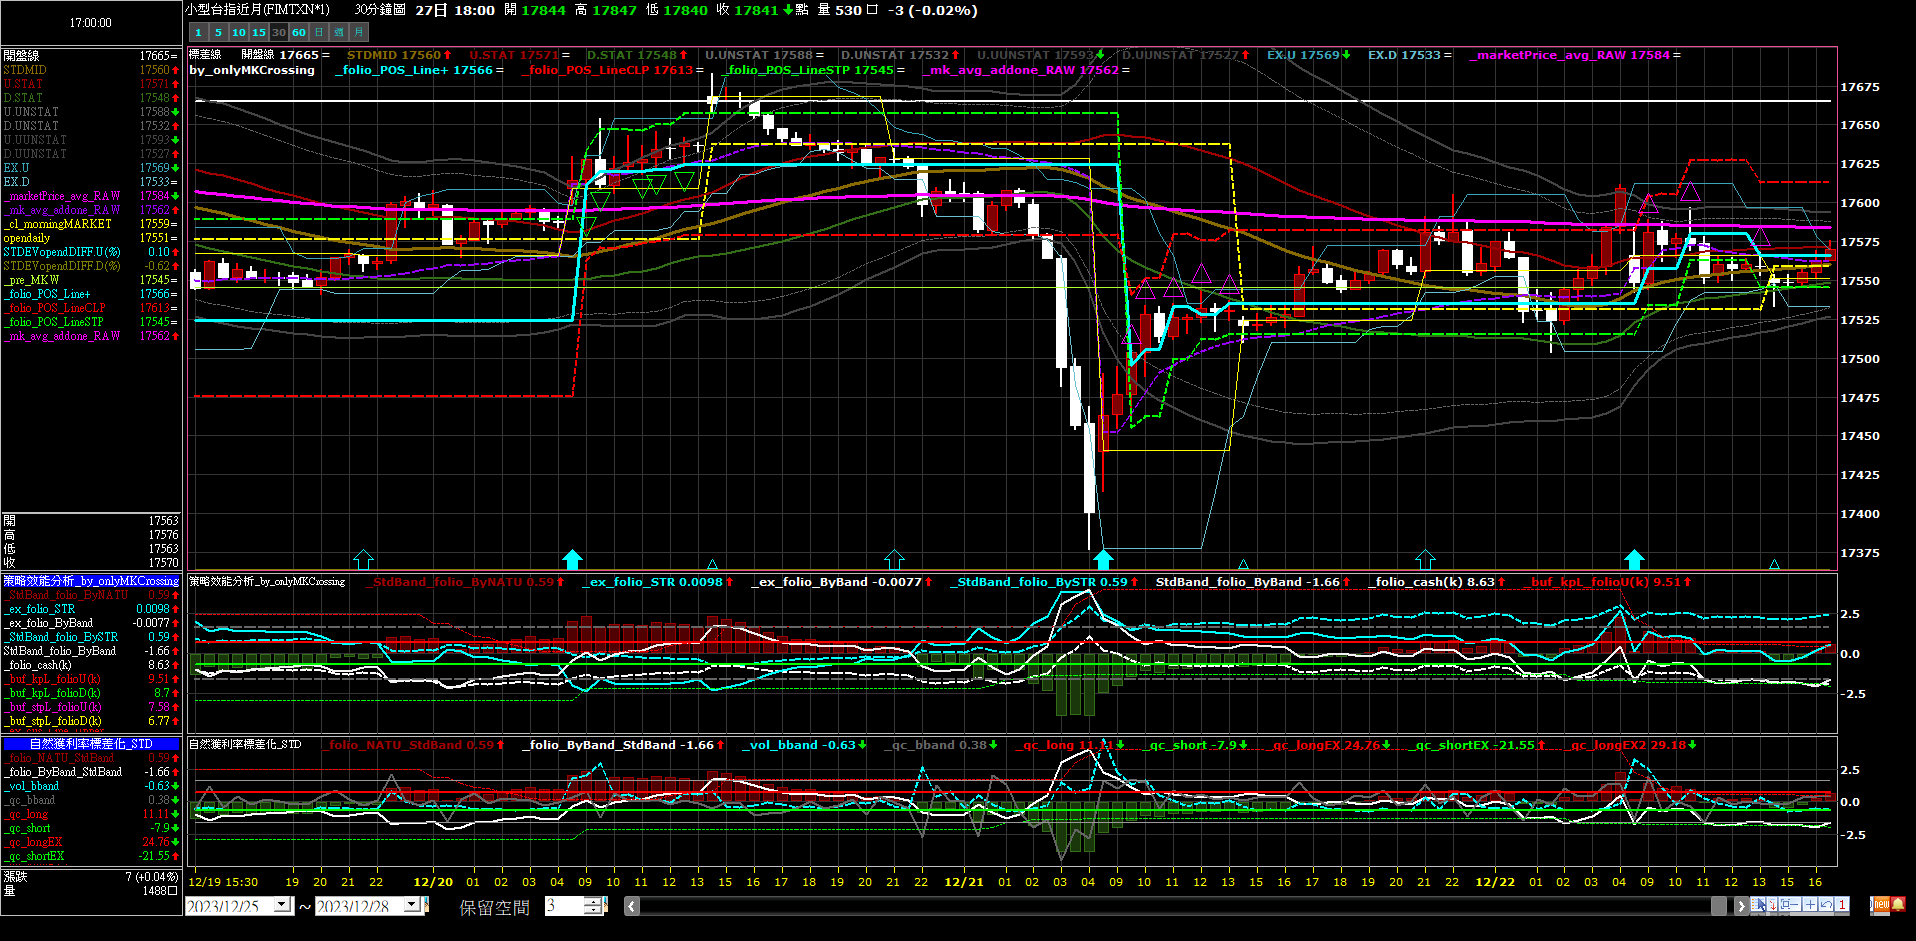 17:00:00
小型台指近月(FIMTXN*1) 30分鐘圖 27日 18:00 開 17844 高 17847 低 17840 收 17841 點 量 530口 -3 (-0.02%)
1 5 10 15 30 60 日 週 月
標差線 開盤線 17665= STDMID 17560 U.STAT 17571= D.STAT 17548 U.UNSTAT 17588= D.UNSTAT 17532 U.UUNSTAT 17593 D.UUNSTAT 17527 EX.U 17569 EX.D 17533= _marketPrice_avg_RAW 17584=
by_onlyMKCrossing _folio_POS_Line+ 17566= _folio_POS_LineCLP 17613= _folio_POS_LineSTP 17545= _mk_avg_addone_RAW 17562=
開盤線 17665=
STDMID 17560
U.STAT 17571
D.STAT 17548
U.UNSTAT 17588
D.UNSTAT 17532
U.UUNSTAT 17593
D.UUNSTAT 17527
EX.U 17569
EX.D 17533=
_marketPrice_avg_RAW 17584
_mk_avg_addone_RAW 17562
_cl_morningMARKET 17559=
opendaily 17551=
STDEVopendDIFF.U(%) 0.10
STDEVopendDIFF.D(%) -0.62
_pre_MKW 17545=
_folio_POS_Line+ 17566=
_folio_POS_LineCLP 17613=
_folio_POS_LineSTP 17545=
_mk_avg_addone_RAW 17562
開 17563
高 17576
低 17563
收 17570
17675
17650
17625
17600
17575
17550
17525
17500
17475
17450
17425
17400
17375
策略效能分析_by_onlyMKCrossing
_StdBand_folio_ByNATU 0.59
_ex_folio_STR 0.0098
_ex_folio_ByBand -0.0077
_StdBand_folio_BySTR 0.59
StdBand_folio_ByBand -1.66
_folio_cash(k) 8.63
_buf_kpL_folioU(k) 9.51
_buf_kpL_folioD(k) 8.7
_buf_stpL_folioU(k) 7.58
_buf_stpL_folioD(k) 6.77
策略效能分析_by_onlyMKCrossing _StdBand_folio_ByNATU 0.59 _ex_folio_STR 0.0098 _ex_folio_ByBand -0.0077 _StdBand_folio_BySTR 0.59 StdBand_folio_ByBand -1.66 _folio_cash(k) 8.63 _buf_kpL_folioU(k) 9.51
2.5
0.0
-2.5
自然獲利率標差化_STD
_folio_NATU_StdBand 0.59
_folio_ByBand_StdBand -1.66
_vol_bband -0.63
_qc_bband 0.38
_qc_long 11.11
_qc_short -7.9
_qc_longEX 24.76
_qc_shortEX -21.55
自然獲利率標差化_STD _folio_NATU_StdBand 0.59 _folio_ByBand_StdBand -1.66 _vol_bband -0.63 _qc_bband 0.38 _qc_long 11.11 _qc_short -7.9 _qc_longEX 24.76 _qc_shortEX -21.55 _qc_longEX2 29.18
2.5
0.0
-2.5
漲跌 7 (+0.04%)
量 1488口
12/19 15:30 19 20 21 22 12/20 01 02 03 04 09 10 11 12 13 14 16 17 18 19 20 21 22 12/21 01 02 03 04 09 10 11 12 13 15 16 17 18 19 20 21 22 12/22 01 02 03 04 09 10 11 12 13 15 16
2023/12/25 ~ 2023/12/28 保留空間 3
1 new